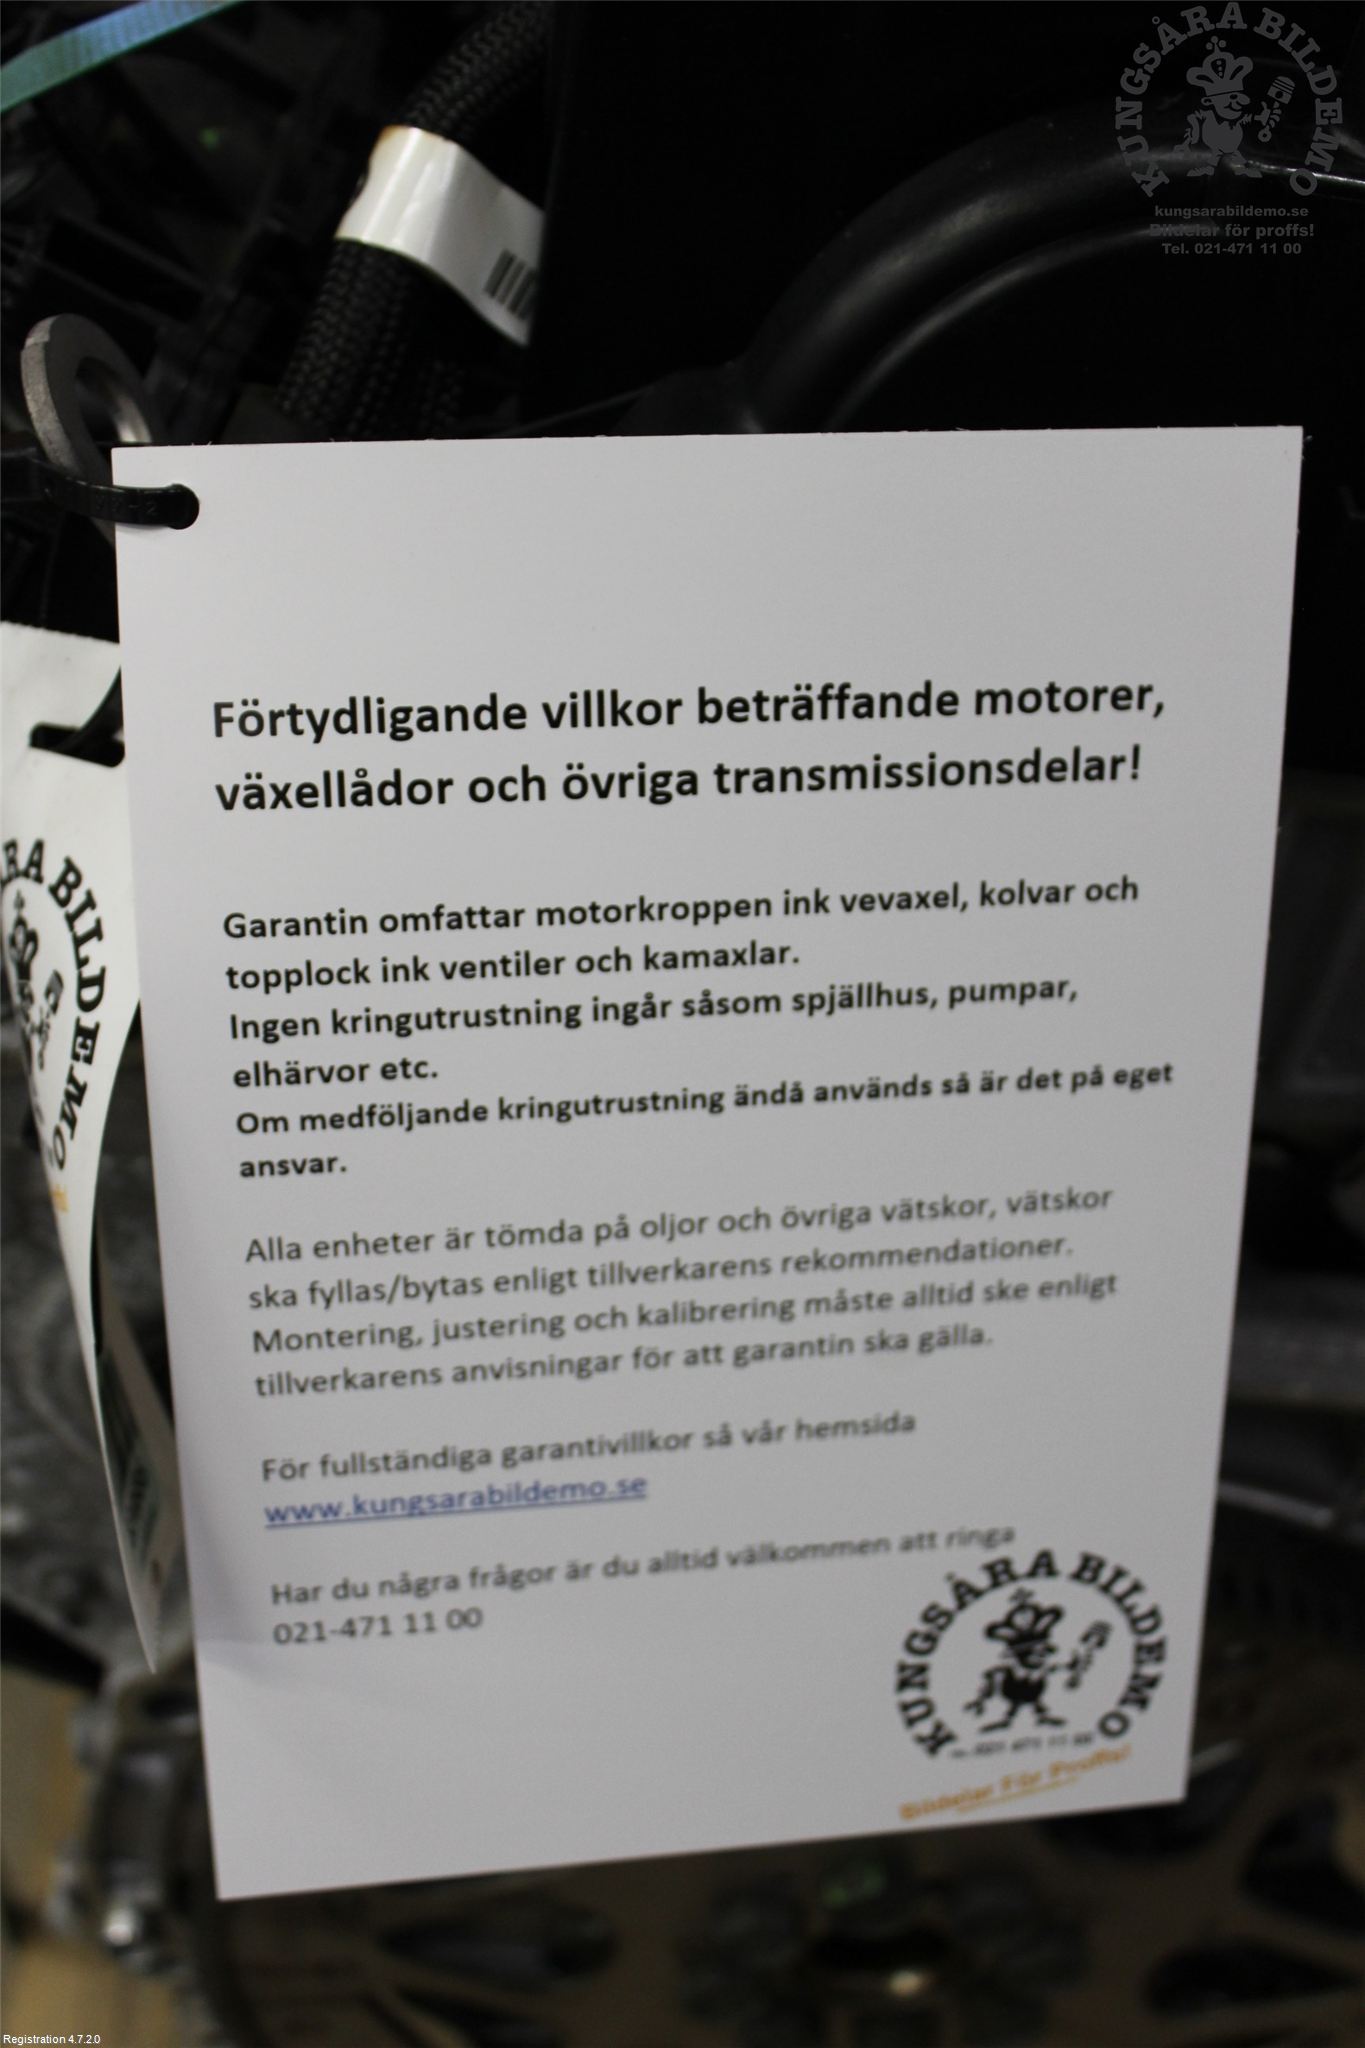 KUNGSÅRA BILDEMO
kungsarabildemo.se
Bildelar för proffs!
Tel. 021-471 11 00
Förtydligande villkor beträffande motorer,
växellådor och övriga transmissionsdelar!
Garantin omfattar motorkroppen ink vevaxel, kolvar och
topplock ink ventiler och kamaxlar.
Ingen kringutrustning ingår såsom spjällhus, pumpar,
elhärvor etc.
Om medföljande kringutrustning ändå används så är det på eget
ansvar.
Alla enheter är tömda på oljor och övriga vätskor, vätskor
ska fyllas/bytas enligt tillverkarens rekommendationer.
Montering, justering och kalibrering måste alltid ske enligt
tillverkarens anvisningar för att garantin ska gälla.
För fullständiga garantivillkor så vår hemsida
www.kungsarabildemo.se
Har du några frågor är du alltid välkommen att ringa
021-471 11 00
KUNGSÅRA BILDEMO
021 471 11 00
Bildelar För Proffs!
RA BILDEMO
Registration 4.7.2.0